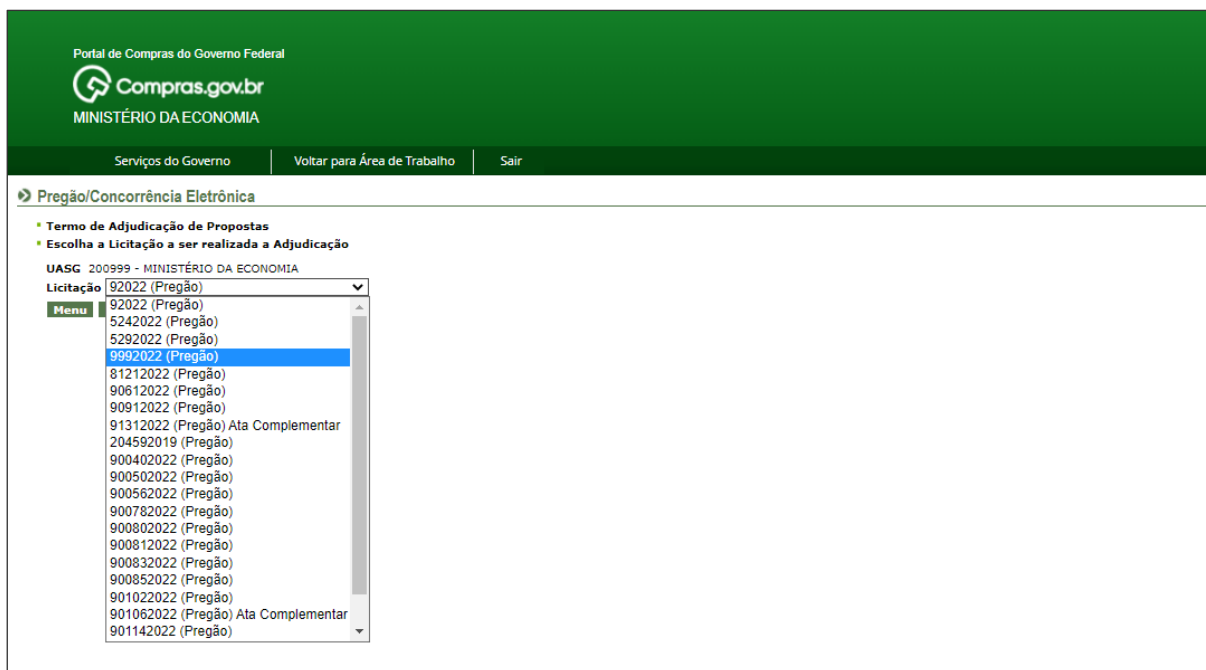 Portal de Compras do Governo Federal
Compras.gov.br
MINISTÉRIO DA ECONOMIA
Serviços do Governo Voltar para Área de Trabalho Sair
Pregão/Concorrência Eletrônica
Termo de Adjudicação de Propostas
Escolha a Licitação a ser realizada a Adjudicação
UASG 200999 - MINISTÉRIO DA ECONOMIA
Licitação 92022 (Pregão)
Menu
92022 (Pregão)
5242022 (Pregão)
5292022 (Pregão)
9992022 (Pregão)
81212022 (Pregão)
90612022 (Pregão)
90912022 (Pregão)
91312022 (Pregão) Ata Complementar
204592019 (Pregão)
900402022 (Pregão)
900502022 (Pregão)
900562022 (Pregão)
900782022 (Pregão)
900802022 (Pregão)
900812022 (Pregão)
900832022 (Pregão)
900852022 (Pregão)
901022022 (Pregão)
901062022 (Pregão) Ata Complementar
901142022 (Pregão)